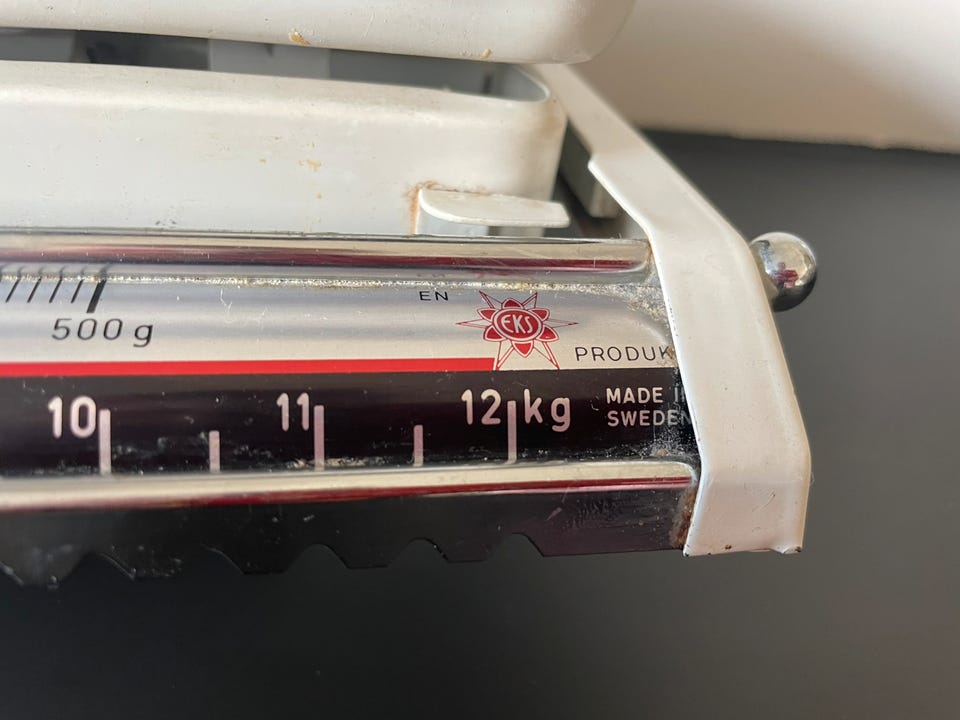 500 g
EN EKS PRODUK
10 11 12 kg
MADE I
SWEDEN